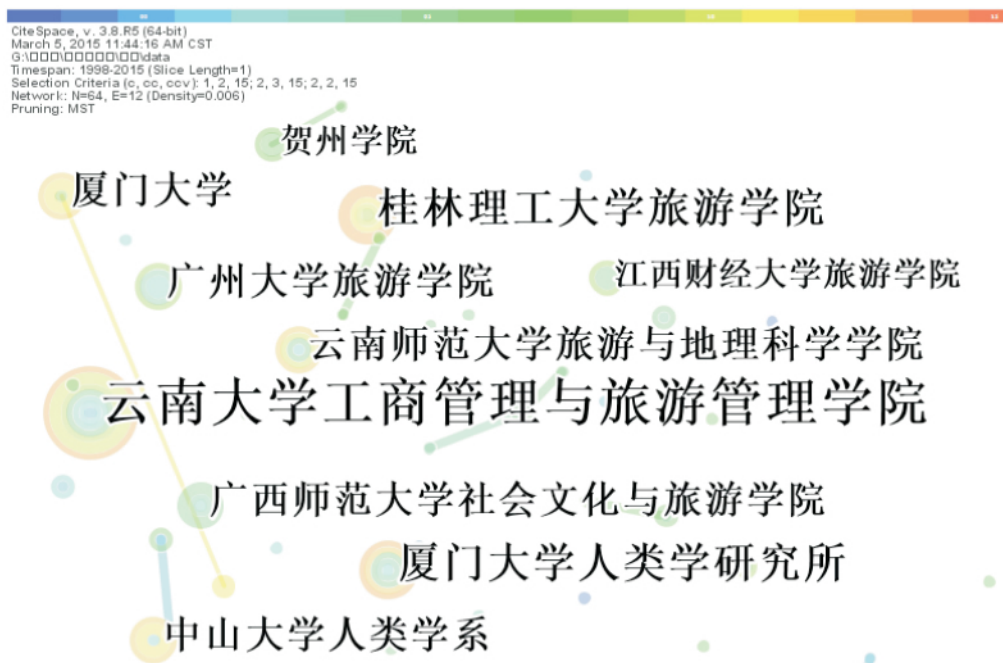 CiteSpace, v. 3.8.R5 (64-bit)
March 5, 2015 11:44:16 AM CST
G:\□□□\□□□□□\□□\data
Timespan: 1998-2015 (Slice Length=1)
Selection Criteria (c, cc, ccv): 1, 2, 15; 2, 3, 15; 2, 2, 15
Network: N=64, E=12 (Density=0.006)
Pruning: MST
贺州学院
厦门大学
桂林理工大学旅游学院
广州大学旅游学院
江西财经大学旅游学院
云南师范大学旅游与地理科学学院
云南大学工商管理与旅游管理学院
广西师范大学社会文化与旅游学院
厦门大学人类学研究所
中山大学人类学系